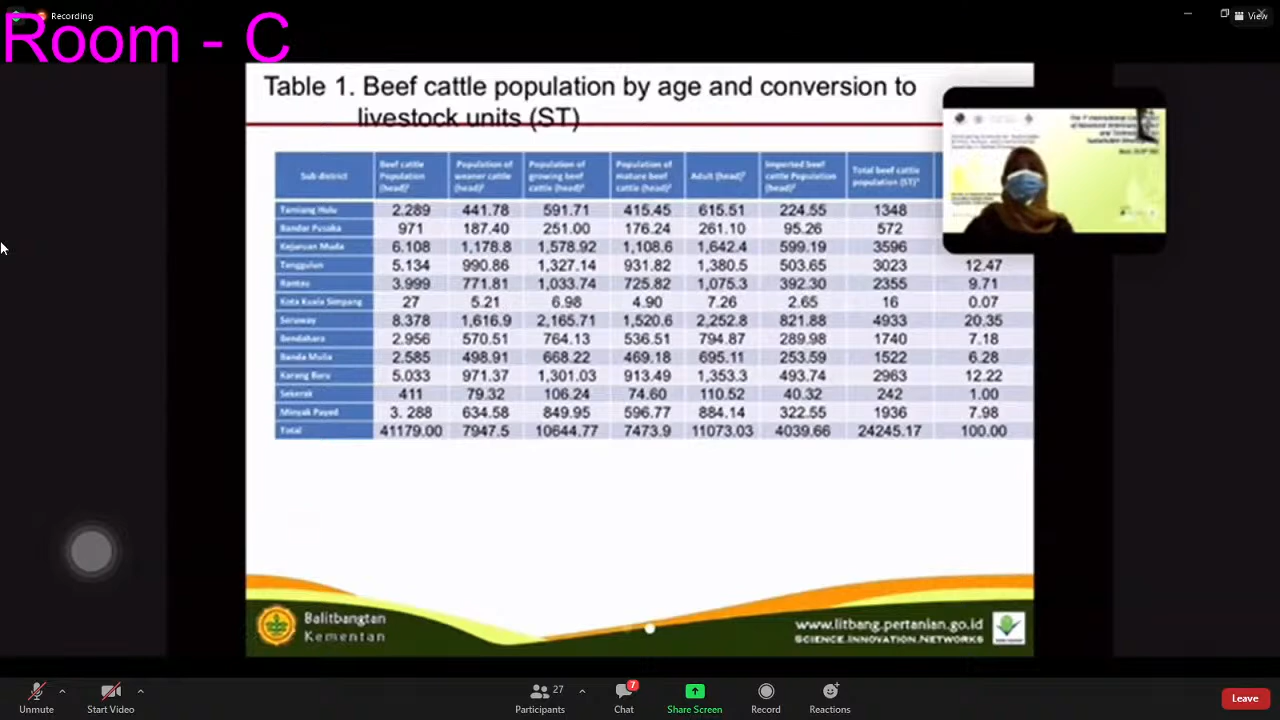 Recording
View
Room - C
Table 1. Beef cattle population by age and conversion to
livestock units (ST)
Sub-district Beef cattle Population (head)¹ Population of weaner cattle (head)² Population of growing beef cattle (head)² Population of mature beef cattle (head)² Adult (head)² Imported beef cattle Population (head)² Total beef cattle population (ST)³
Tamiang Hulu 2.289 441.78 591.71 415.45 615.51 224.55 1348
Bandar Pusaka 971 187.40 251.00 176.24 261.10 95.26 572
Kejuruan Muda 6.108 1,178.8 1,578.92 1,108.6 1,642.4 599.19 3596
Tenggulun 5.134 990.86 1,327.14 931.82 1,380.5 503.65 3023 12.47
Rantau 3.999 771.81 1,033.74 725.82 1,075.3 392.30 2355 9.71
Kota Kuala Simpang 27 5.21 6.98 4.90 7.26 2.65 16 0.07
Seruway 8.378 1,616.9 2,165.71 1,520.6 2,252.8 821.88 4933 20.35
Bendahara 2.956 570.51 764.13 536.51 794.87 289.98 1740 7.18
Banda Mulia 2.585 498.91 668.22 469.18 695.11 253.59 1522 6.28
Karang Baru 5.033 971.37 1,301.03 913.49 1,353.3 493.74 2963 12.22
Sekerak 411 79.32 106.24 74.60 110.52 40.32 242 1.00
Minyak Payed 3. 288 634.58 849.95 596.77 884.14 322.55 1936 7.98
Total 41179.00 7947.5 10644.77 7473.9 11073.03 4039.66 24245.17 100.00
Balitbangtan
Kementan
www.litbang.pertanian.go.id
SCIENCE.INNOVATION.NETWORKS
27
7
Unmute
Start Video
Participants
Chat
Share Screen
Record
Reactions
Leave